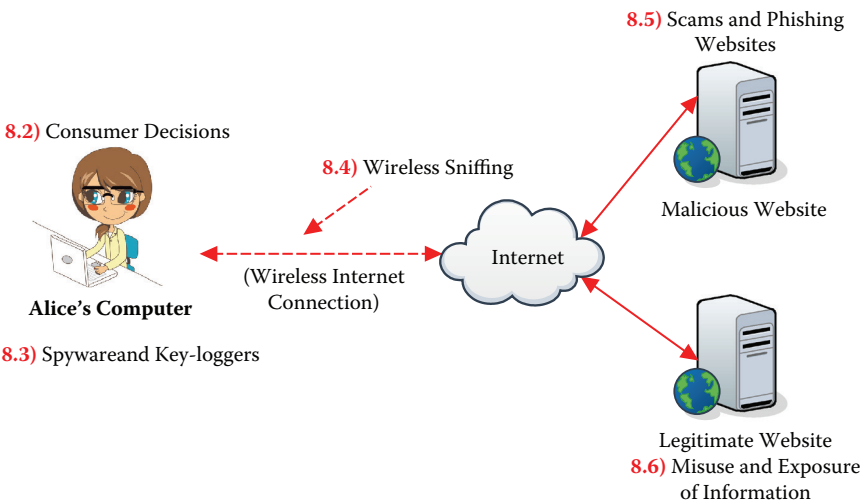 8.5) Scams and Phishing
Websites
8.2) Consumer Decisions
8.4) Wireless Sniffing
Malicious Website
Internet
(Wireless Internet
Connection)
Alice's Computer
8.3) Spywareand Key-loggers
Legitimate Website
8.6) Misuse and Exposure
of Information